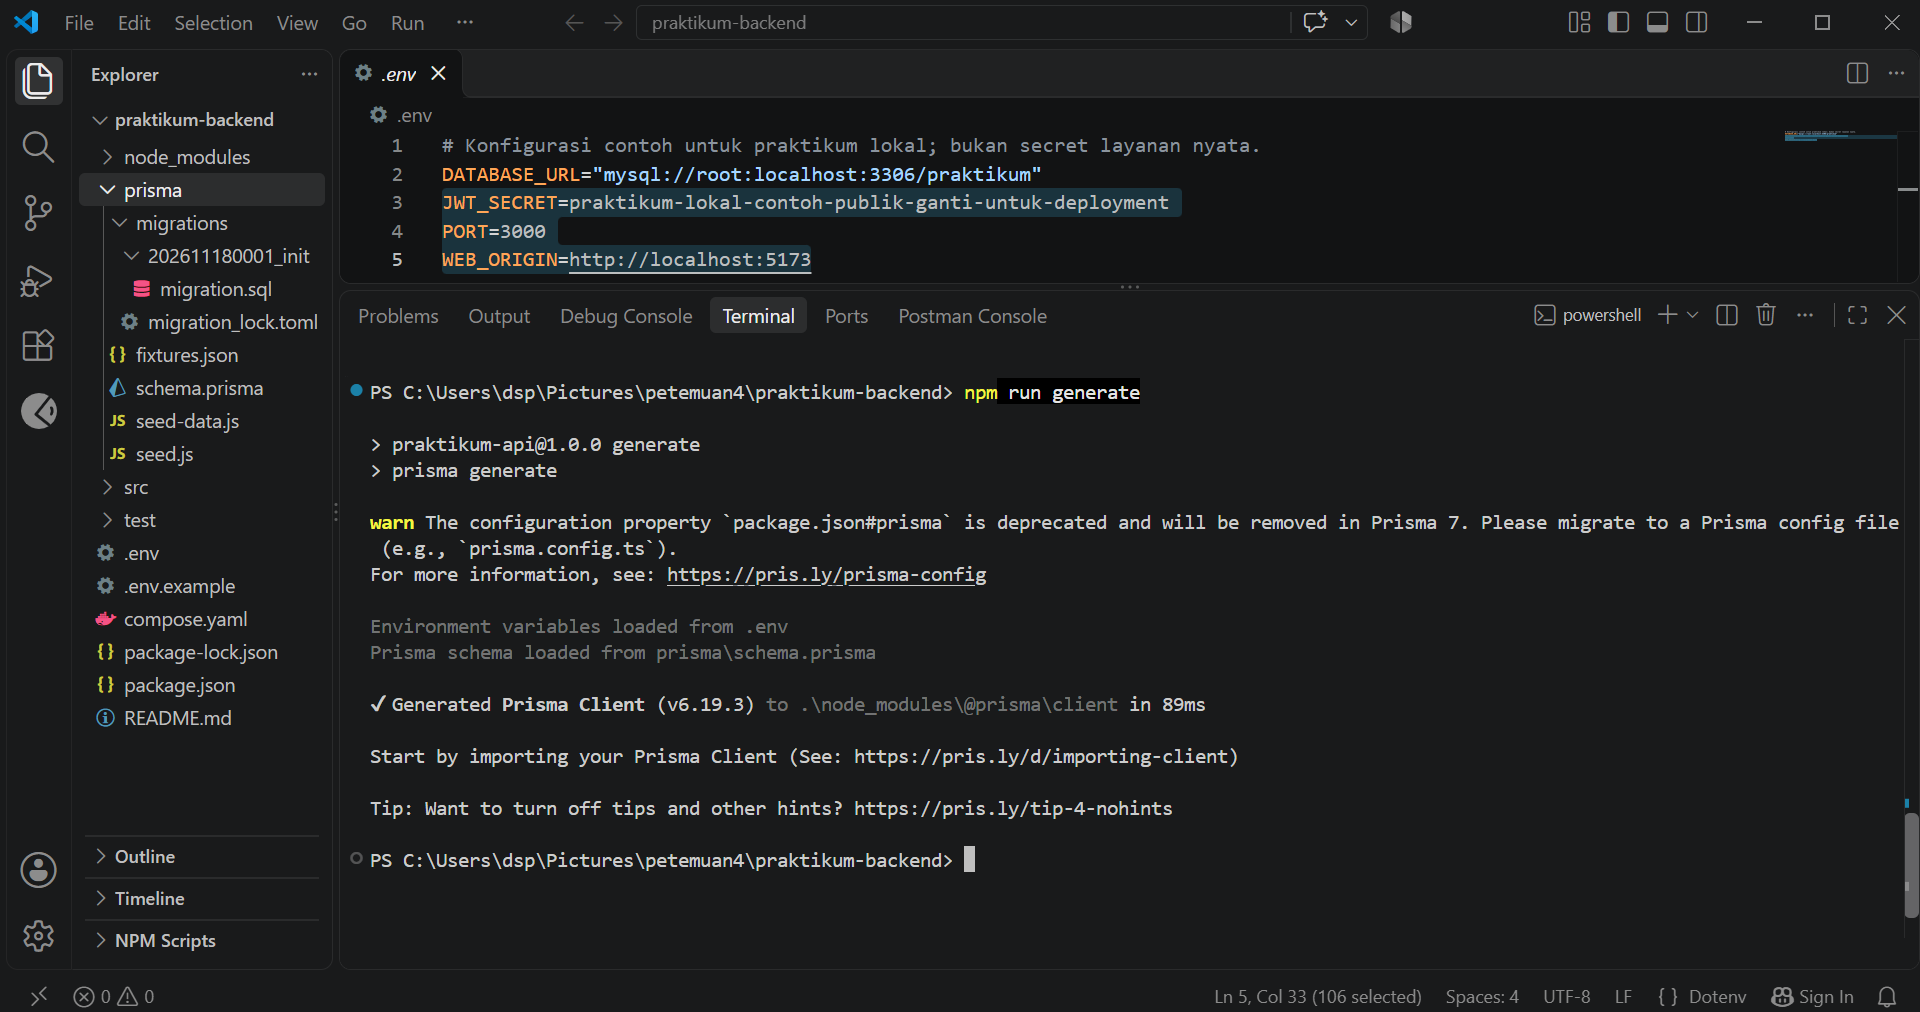 File Edit Selection View Go Run ··· praktikum-backend
Explorer ···
praktikum-backend
node_modules
prisma
migrations
202611180001_init
migration.sql
migration_lock.toml
fixtures.json
schema.prisma
JS seed-data.js
JS seed.js
src
test
.env
.env.example
compose.yaml
package-lock.json
package.json
README.md
Outline
Timeline
NPM Scripts
.env
.env
1 # Konfigurasi contoh untuk praktikum lokal; bukan secret layanan nyata.
2 DATABASE_URL="mysql://root:localhost:3306/praktikum"
3 JWT_SECRET=praktikum-lokal-contoh-publik-ganti-untuk-deployment
4 PORT=3000
5 WEB_ORIGIN=http://localhost:5173
Problems Output Debug Console Terminal Ports Postman Console powershell
PS C:\Users\dsp\Pictures\petemuan4\praktikum-backend> npm run generate
> praktikum-api@1.0.0 generate
> prisma generate
warn The configuration property `package.json#prisma` is deprecated and will be removed in Prisma 7. Please migrate to a Prisma config file
(e.g., `prisma.config.ts`).
For more information, see: https://pris.ly/prisma-config
Environment variables loaded from .env
Prisma schema loaded from prisma\schema.prisma
✓ Generated Prisma Client (v6.19.3) to .\node_modules\@prisma\client in 89ms
Start by importing your Prisma Client (See: https://pris.ly/d/importing-client)
Tip: Want to turn off tips and other hints? https://pris.ly/tip-4-nohints
PS C:\Users\dsp\Pictures\petemuan4\praktikum-backend>
0 0 Ln 5, Col 33 (106 selected) Spaces: 4 UTF-8 LF { } Dotenv Sign In